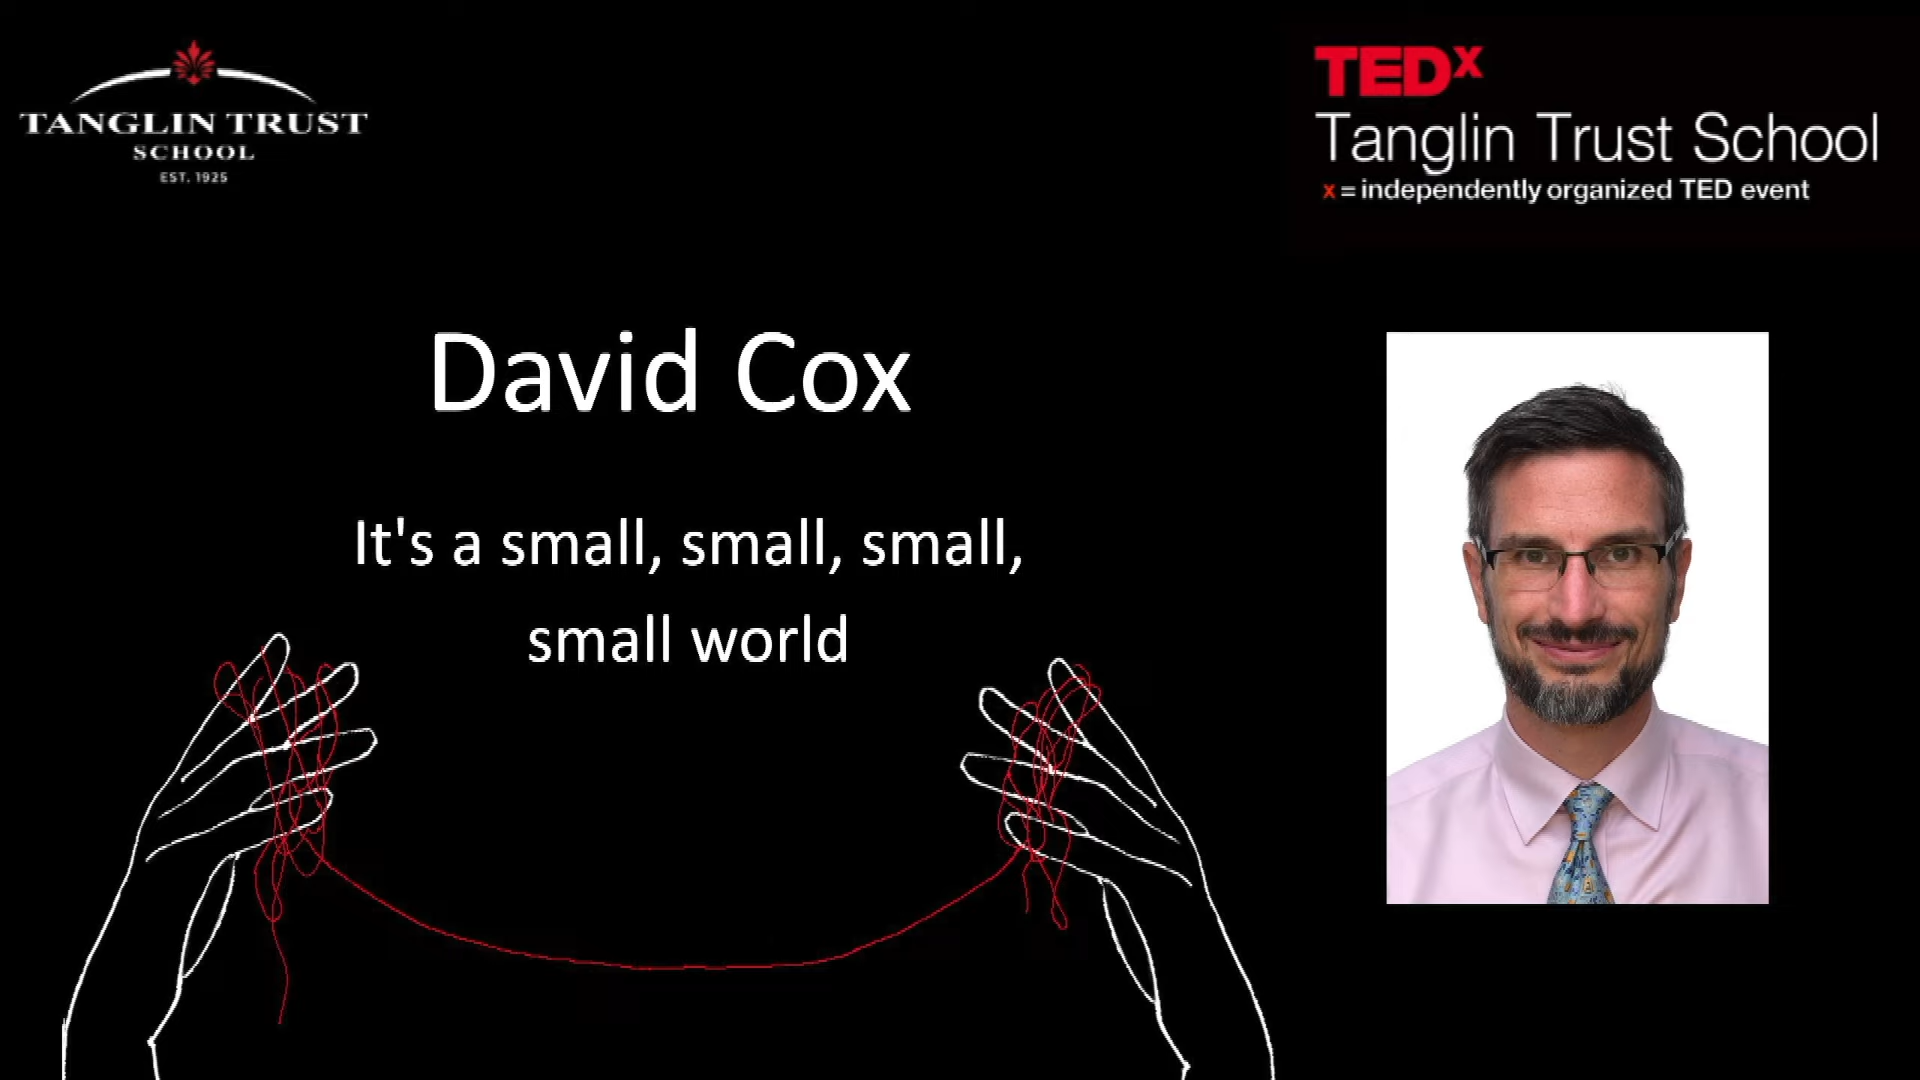 TANGLIN TRUST
SCHOOL
EST. 1925
TEDx
Tanglin Trust School
x = independently organized TED event
David Cox
It's a small, small, small,
small world